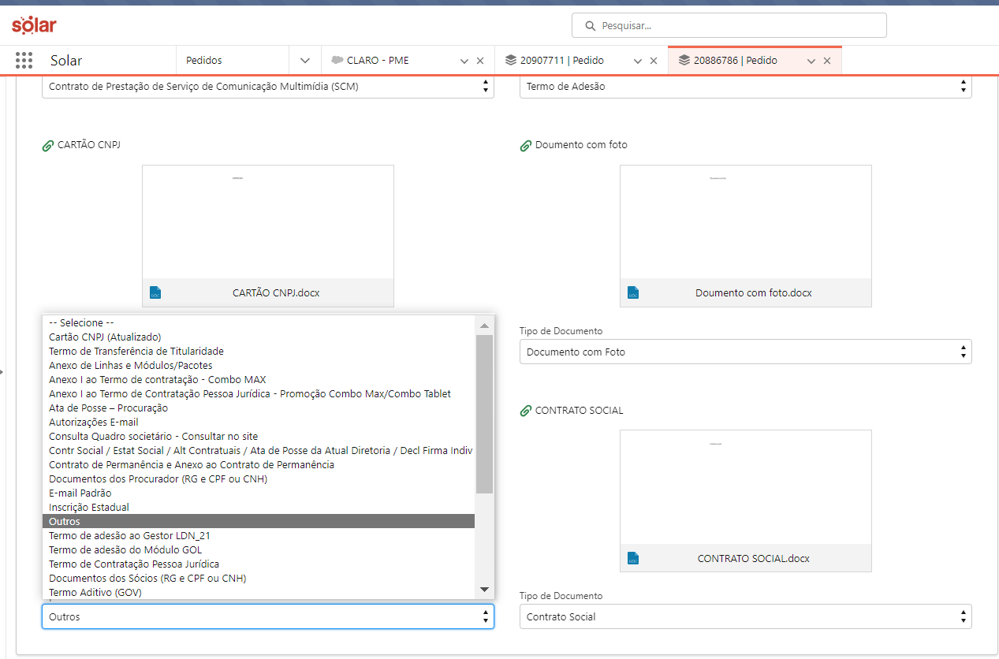 solar
Pesquisar...
Solar
Pedidos
CLARO - PME
20907711 | Pedido
20886786 | Pedido
Contrato de Prestação de Serviço de Comunicação Multimídia (SCM)
Termo de Adesão
CARTÃO CNPJ
Doumento com foto
CARTÃO CNPJ.docx
Doumento com foto.docx
-- Selecione --
Cartão CNPJ (Atualizado)
Termo de Transferência de Titularidade
Anexo de Linhas e Módulos/Pacotes
Anexo I ao Termo de contratação - Combo MAX
Anexo I ao Termo de Contratação Pessoa Jurídica - Promoção Combo Max/Combo Tablet
Ata de Posse – Procuração
Autorizações E-mail
Consulta Quadro societário - Consultar no site
Contr Social / Estat Social / Alt Contratuais / Ata de Posse da Atual Diretoria / Decl Firma Indiv
Contrato de Permanência e Anexo ao Contrato de Permanência
Documentos dos Procurador (RG e CPF ou CNH)
E-mail Padrão
Inscrição Estadual
Outros
Termo de adesão ao Gestor LDN_21
Termo de adesão do Módulo GOL
Termo de Contratação Pessoa Jurídica
Documentos dos Sócios (RG e CPF ou CNH)
Termo Aditivo (GOV)
Outros
Tipo de Documento
Documento com Foto
CONTRATO SOCIAL
CONTRATO SOCIAL.docx
Tipo de Documento
Contrato Social